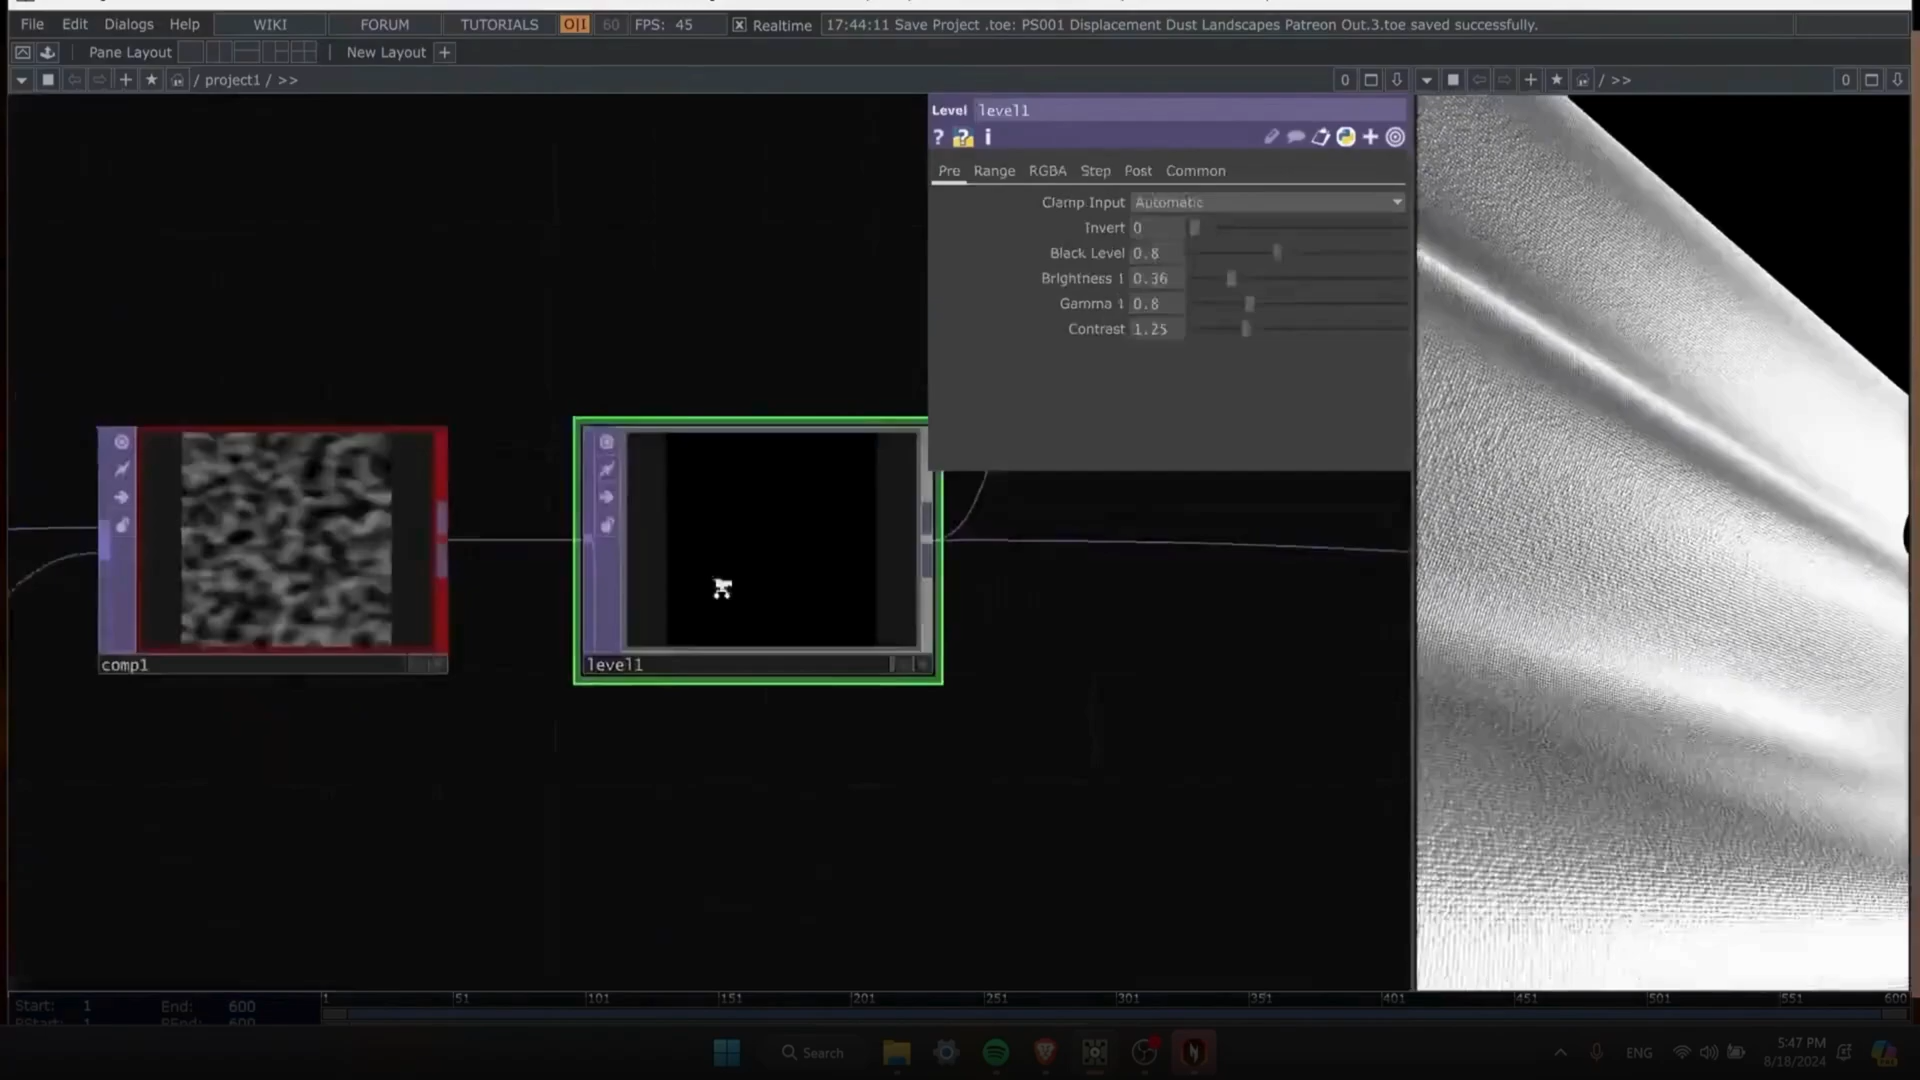 File Edit Dialogs Help WIKI FORUM TUTORIALS O|I 60 FPS: 45 Realtime 17:44:11 Save Project .toe: PS001 Displacement Dust Landscapes Patreon Out.3.toe saved successfully.
Pane Layout New Layout +
/ project1 / >> 0 / >> 0
Level level1
? ? i
Pre Range RGBA Step Post Common
Clamp Input Automatic
Invert 0
Black Level 0.8
Brightness 1 0.36
Gamma 1 0.8
Contrast 1.25
comp1 level1
Start: 1 End: 600 1 51 101 151 201 251 301 351 401 451 501 551 600
RStart: 1 REnd: 600
Search ENG 5:47 PM
8/18/2024